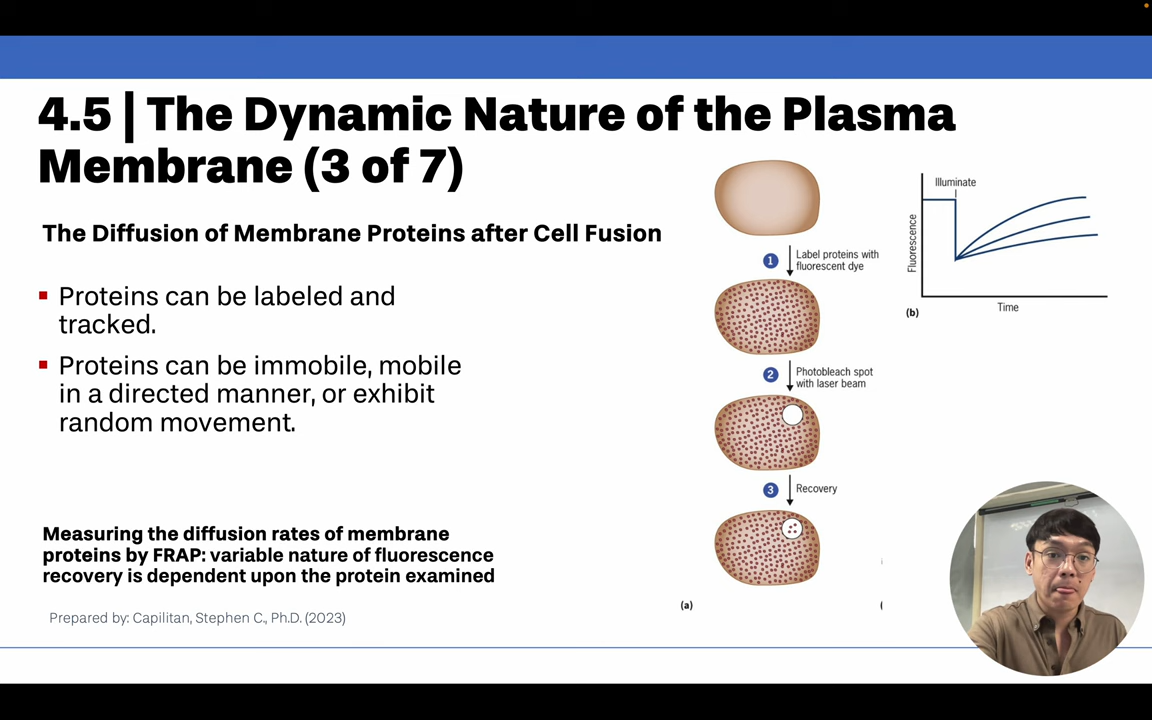 4.5 | The Dynamic Nature of the Plasma
Membrane (3 of 7)
The Diffusion of Membrane Proteins after Cell Fusion
▪ Proteins can be labeled and
tracked.
▪ Proteins can be immobile, mobile
in a directed manner, or exhibit
random movement.
Measuring the diffusion rates of membrane
proteins by FRAP: variable nature of fluorescence
recovery is dependent upon the protein examined
Prepared by: Capilitan, Stephen C., Ph.D. (2023)
1
Label proteins with
fluorescent dye
2
Photobleach spot
with laser beam
3
Recovery
(a)
Illuminate
Fluorescence
Time
(b)
(